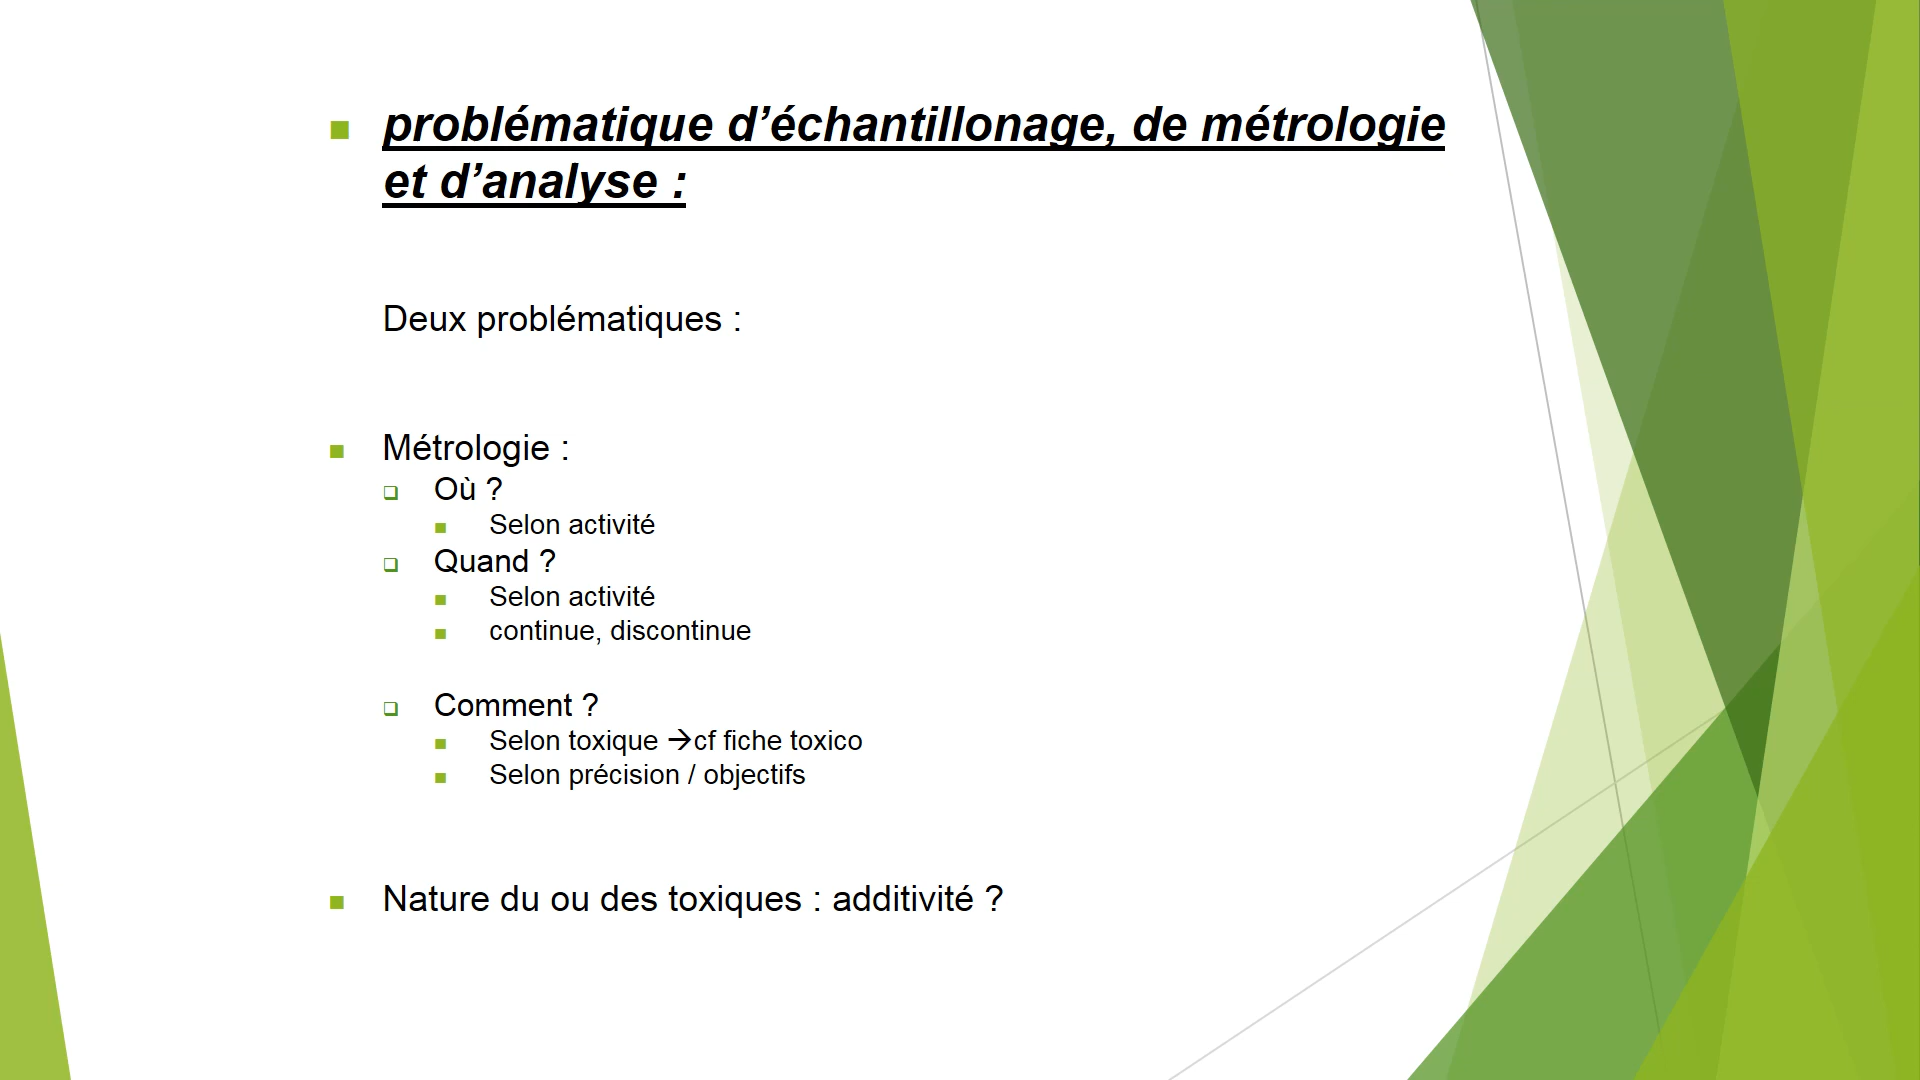 problématique d’échantillonage, de métrologie
et d’analyse :
Deux problématiques :
Métrologie :
Où ?
Selon activité
Quand ?
Selon activité
continue, discontinue
Comment ?
Selon toxique →cf fiche toxico
Selon précision / objectifs
Nature du ou des toxiques : additivité ?